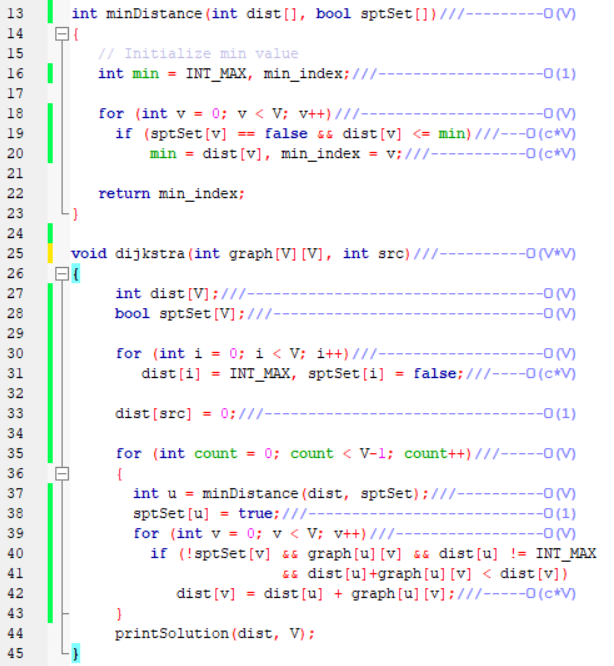 13 int minDistance(int dist[], bool sptSet[])///----------O(V)
14 {
15 // Initialize min value
16 int min = INT_MAX, min_index;///-------------------O(1)
17
18 for (int v = 0; v < V; v++)///---------------------O(V)
19 if (sptSet[v] == false && dist[v] <= min)///---O(c*V)
20 min = dist[v], min_index = v;///-----------O(c*V)
21
22 return min_index;
23 }
24
25 void dijkstra(int graph[V][V], int src)///----------O(V*V)
26 {
27 int dist[V];///----------------------------------O(V)
28 bool sptSet[V];///-------------------------------O(V)
29
30 for (int i = 0; i < V; i++)///-------------------O(V)
31 dist[i] = INT_MAX, sptSet[i] = false;///----O(c*V)
32
33 dist[src] = 0;///--------------------------------O(1)
34
35 for (int count = 0; count < V-1; count++)///-----O(V)
36 {
37 int u = minDistance(dist, sptSet);///----------O(V)
38 sptSet[u] = true;///---------------------------O(1)
39 for (int v = 0; v < V; v++)///-----------------O(V)
40 if (!sptSet[v] && graph[u][v] && dist[u] != INT_MAX
41 && dist[u]+graph[u][v] < dist[v])
42 dist[v] = dist[u] + graph[u][v];///-----O(c*V)
43 }
44 printSolution(dist, V);
45 }